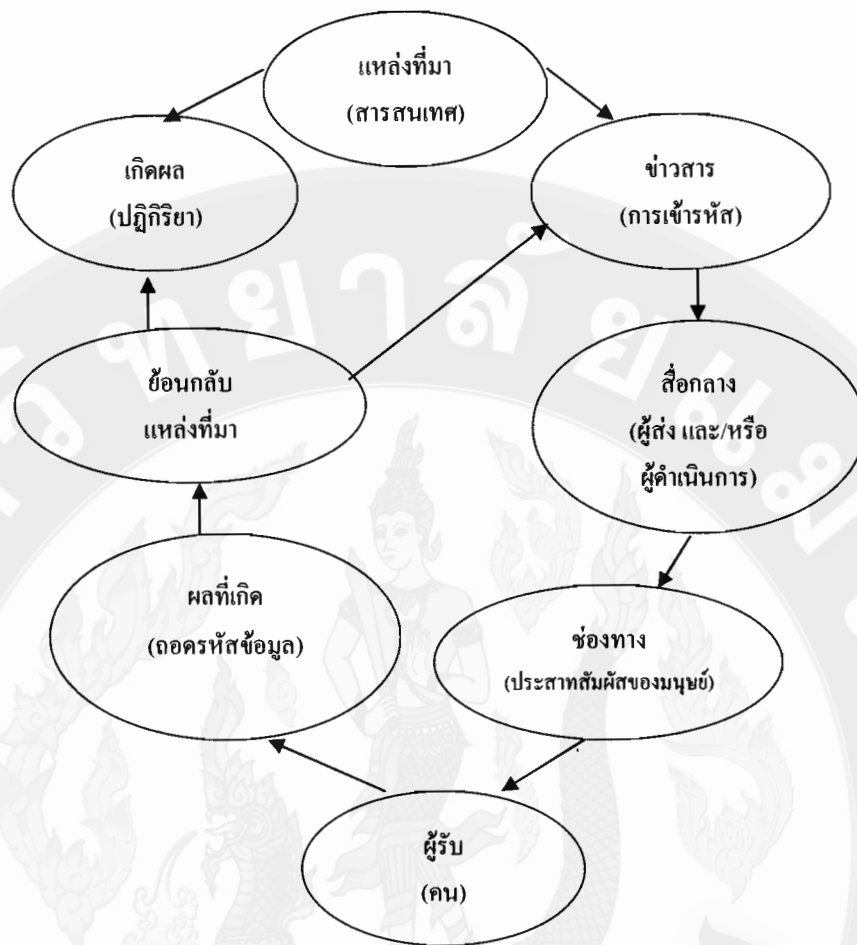 แหล่งที่มา
(สารสนเทศ)
เกิดผล
(ปฏิกิริยา)
ข่าวสาร
(การเข้ารหัส)
ย้อนกลับ
แหล่งที่มา
สื่อกลาง
(ผู้ส่ง และ/หรือ
ผู้ดำเนินการ)
ผลที่เกิด
(ถอดรหัสข้อมูล)
ช่องทาง
(ประสาทสัมผัสของมนุษย์)
ผู้รับ
(คน)